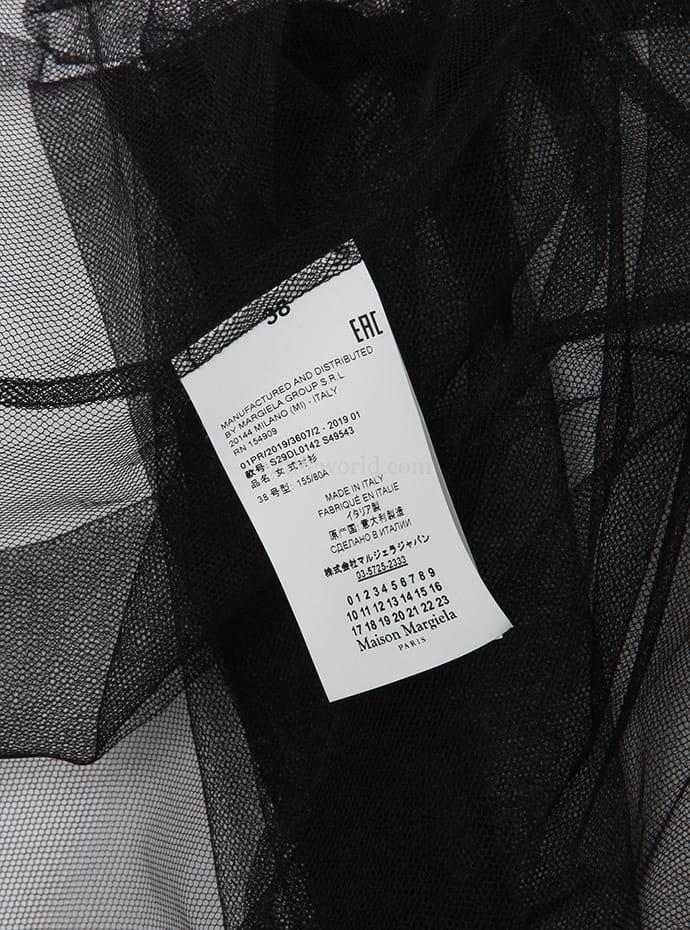 38
EAC
MANUFACTURED AND DISTRIBUTED
BY MARGIELA GROUP S.R.L
20144 MILANO (MI) - ITALY
RN 154909
01PR/2019/3607/2 - 2019 01
款号: S29DL0142 S49543
品名: 女式衬衫
38 号型: 155/80A
MADE IN ITALY
FABRIQUÉ EN ITALIE
イタリア製
原产国 意大利製造
СДЕЛАНО В ИТАЛИИ
株式会社マルジェラジャパン
03-5725-2333
0 1 2 3 4 5 6 7 8 9
10 11 12 13 14 15 16
17 18 19 20 21 22 23
Maison Margiela
PARIS